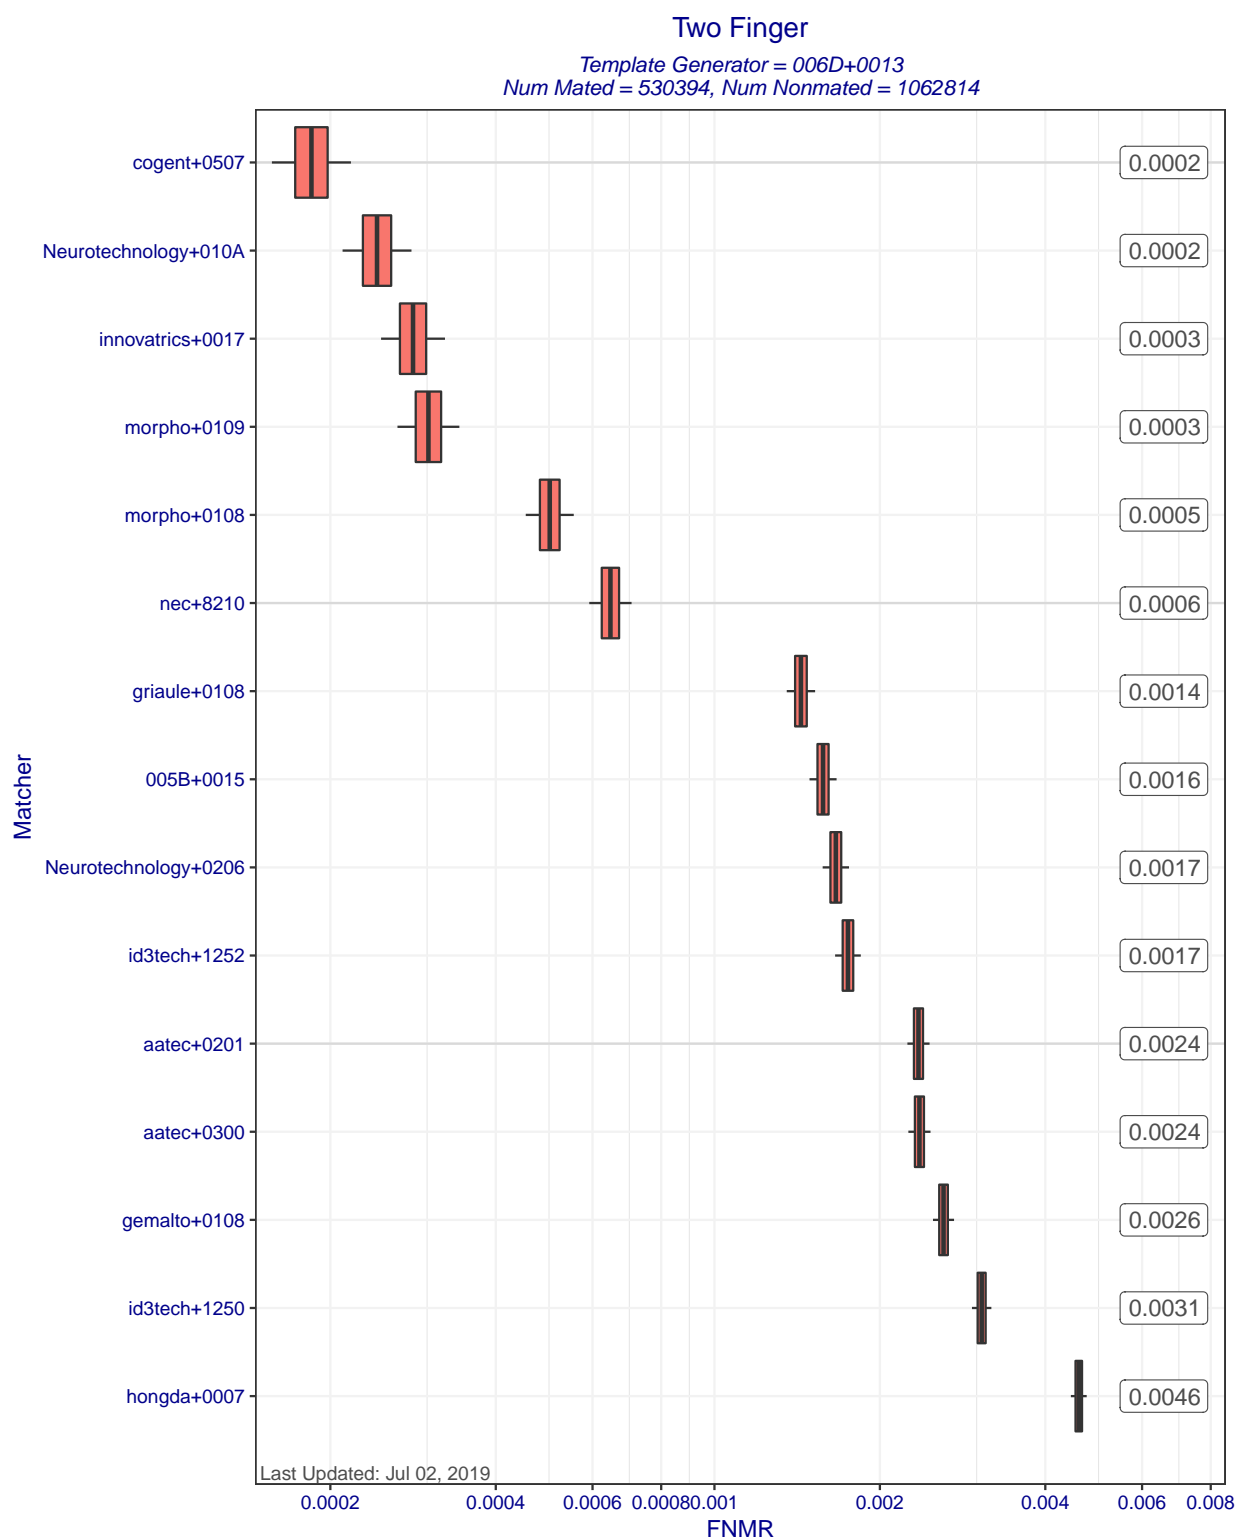 Two Finger
Template Generator = 006D+0013
Num Mated = 530394, Num Nonmated = 1062814
cogent+0507 0.0002
Neurotechnology+010A 0.0002
innovatrics+0017 0.0003
morpho+0109 0.0003
morpho+0108 0.0005
nec+8210 0.0006
griaule+0108 0.0014
005B+0015 0.0016
Neurotechnology+0206 0.0017
id3tech+1252 0.0017
aatec+0201 0.0024
aatec+0300 0.0024
gemalto+0108 0.0026
id3tech+1250 0.0031
hongda+0007 0.0046
Matcher
Last Updated: Jul 02, 2019
0.0002 0.0004 0.0006 0.0008 0.001 0.002 0.004 0.006 0.008
FNMR